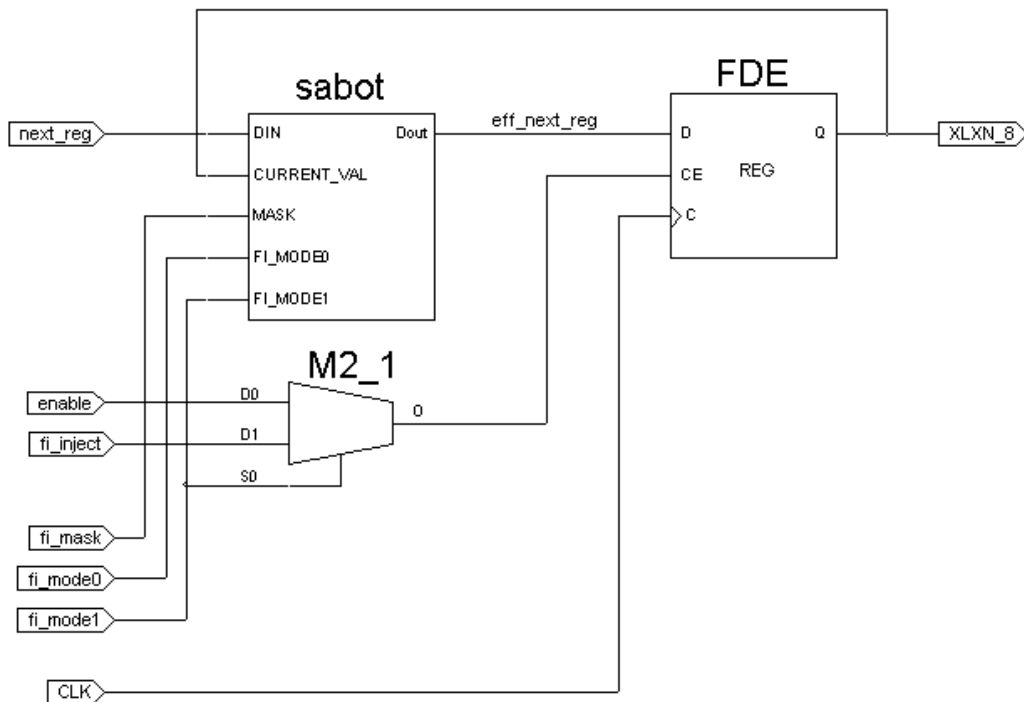 sabot
FDE
next_reg
DIN
Dout
eff_next_reg
D
Q
XLXN_8
CURRENT_VAL
CE
REG
MASK
C
FI_MODE0
FI_MODE1
M2_1
enable
D0
O
fi_inject
D1
S0
fi_mask
fi_mode0
fi_mode1
CLK